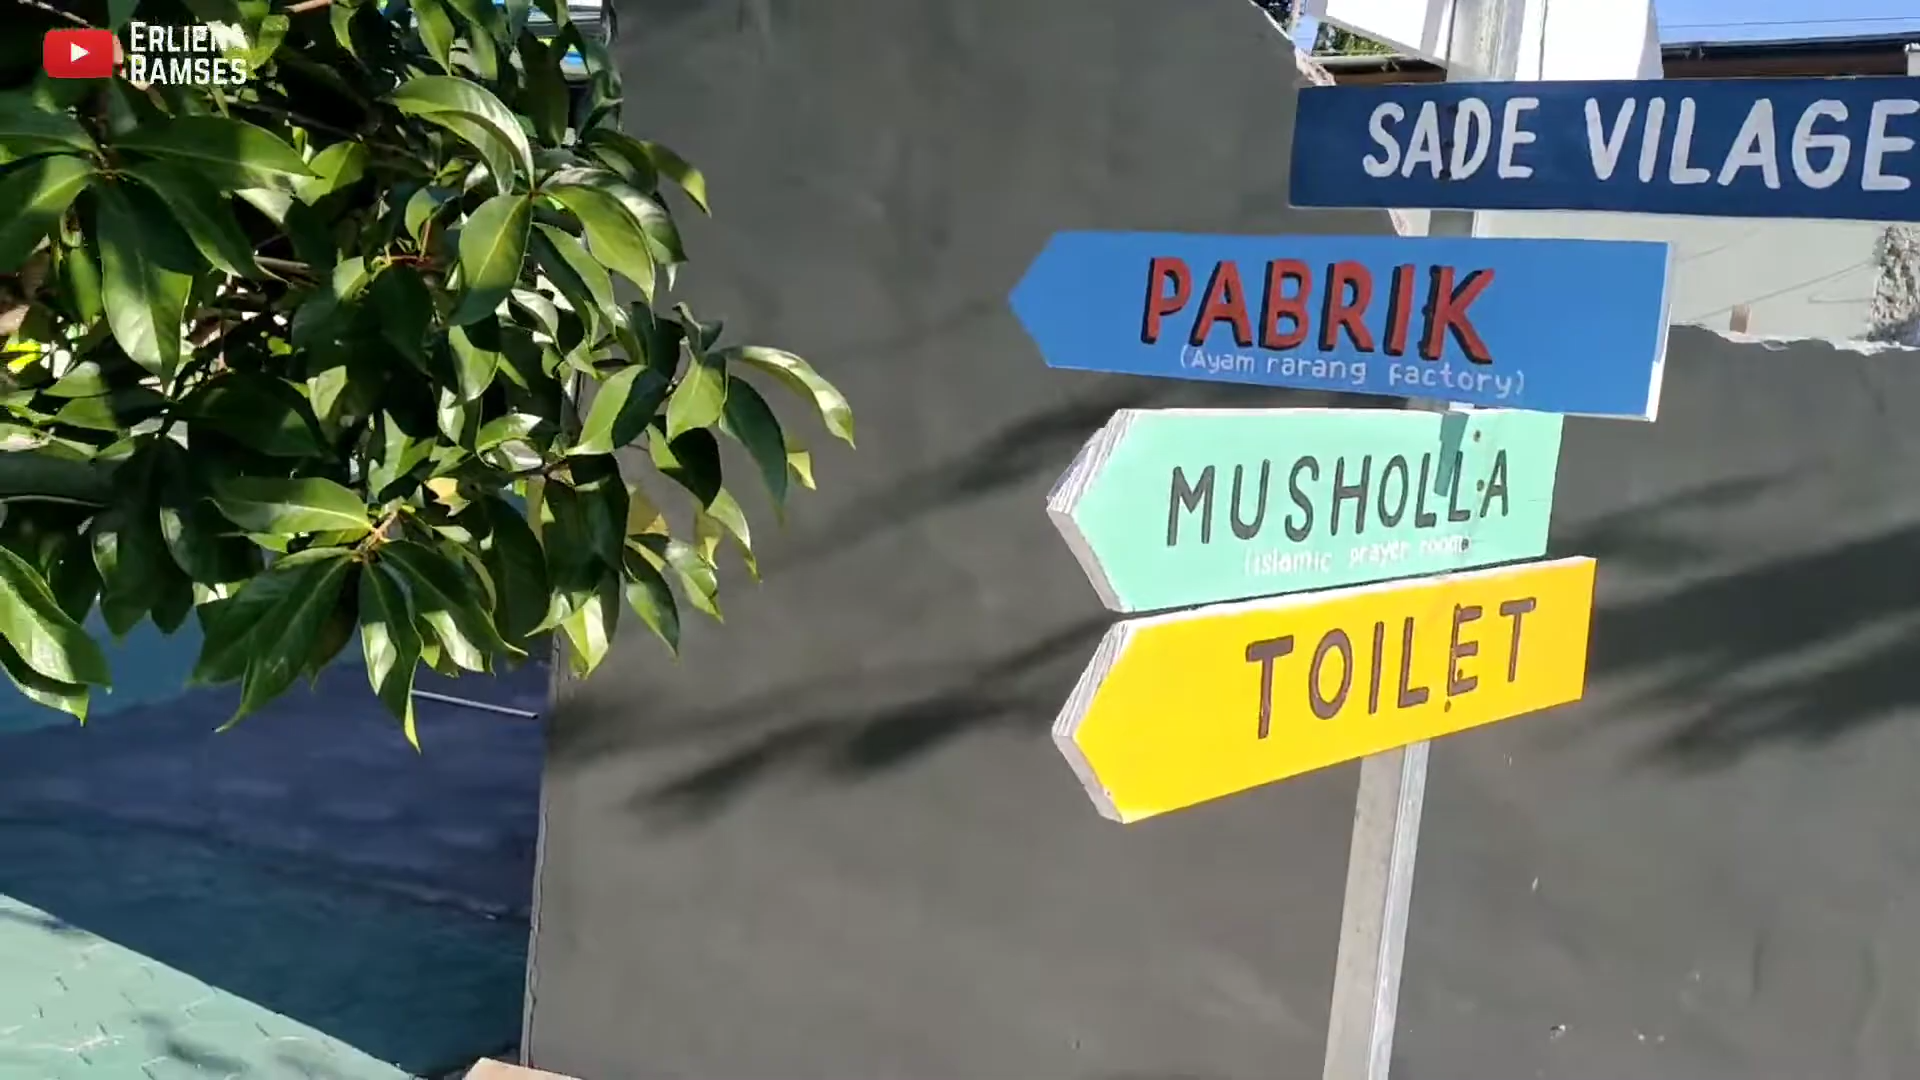 ERLIEN
RAMSES
SADE VILAGE
PABRIK
(Ayam rarang factory)
MUSHOLLA
(islamic prayer room)
TOILET